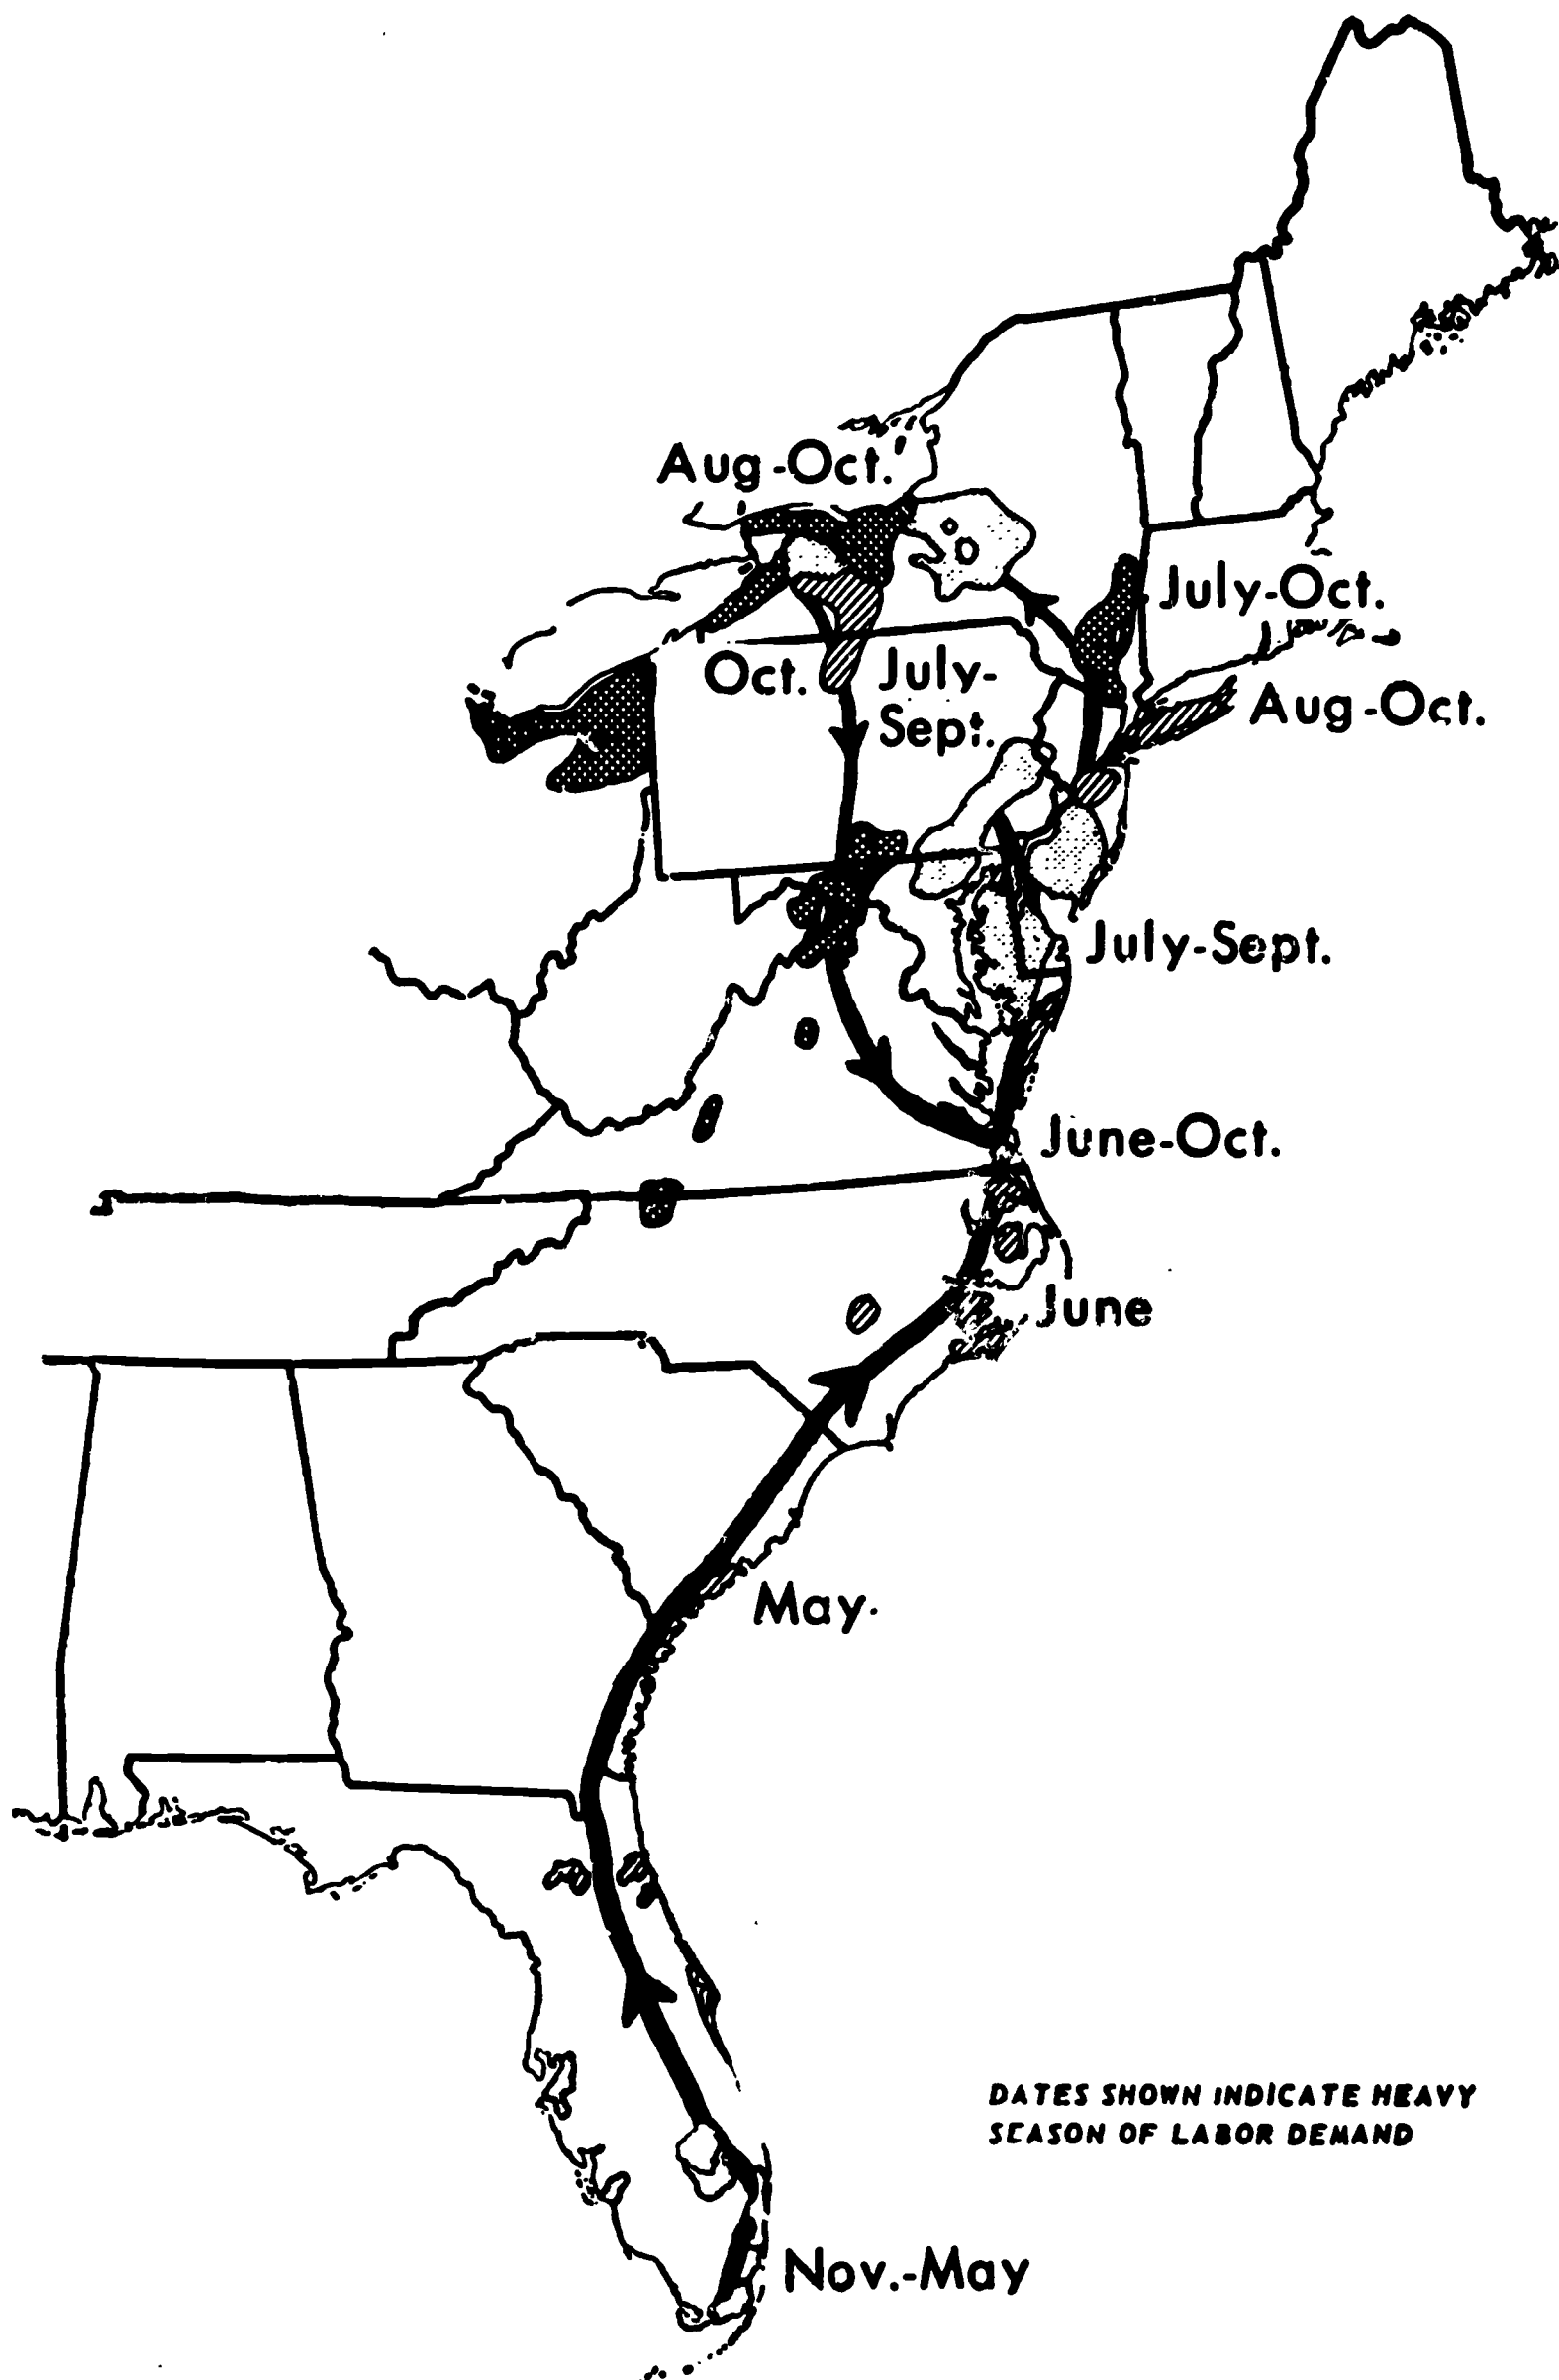 Aug-Oct.
July-Oct.
Oct.
July-
Sept.
Aug-Oct.
July-Sept.
June-Oct.
June
May.
DATES SHOWN INDICATE HEAVY
SEASON OF LABOR DEMAND
Nov.-May